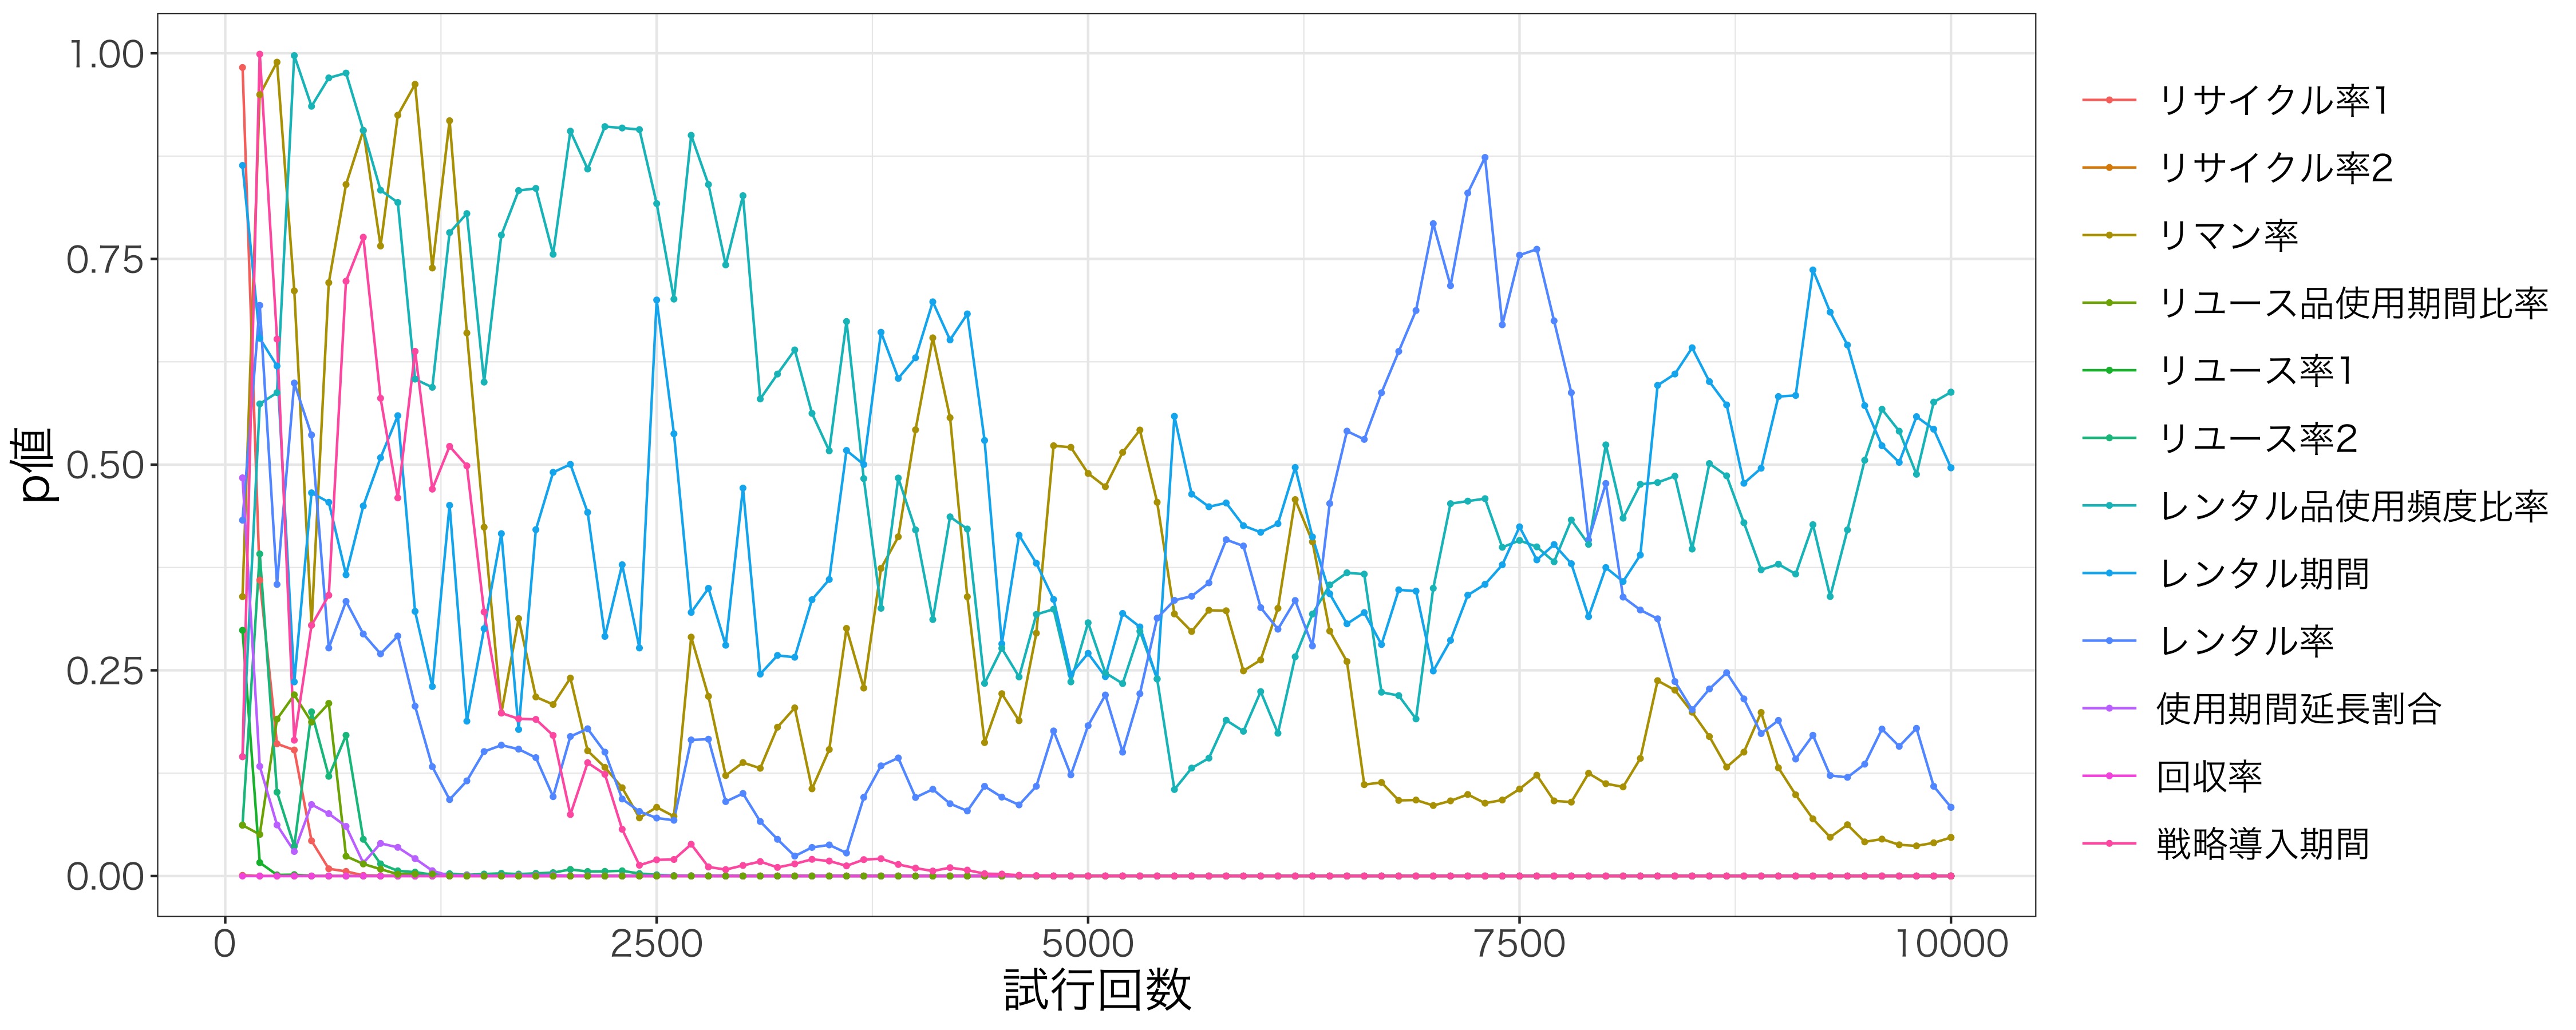 1.00
0.75
0.50
0.25
0.00
p値
0
2500
5000
7500
10000
試行回数
リサイクル率1
リサイクル率2
リマン率
リユース品使用期間比率
リユース率1
リユース率2
レンタル品使用頻度比率
レンタル期間
レンタル率
使用期間延長割合
回収率
戦略導入期間